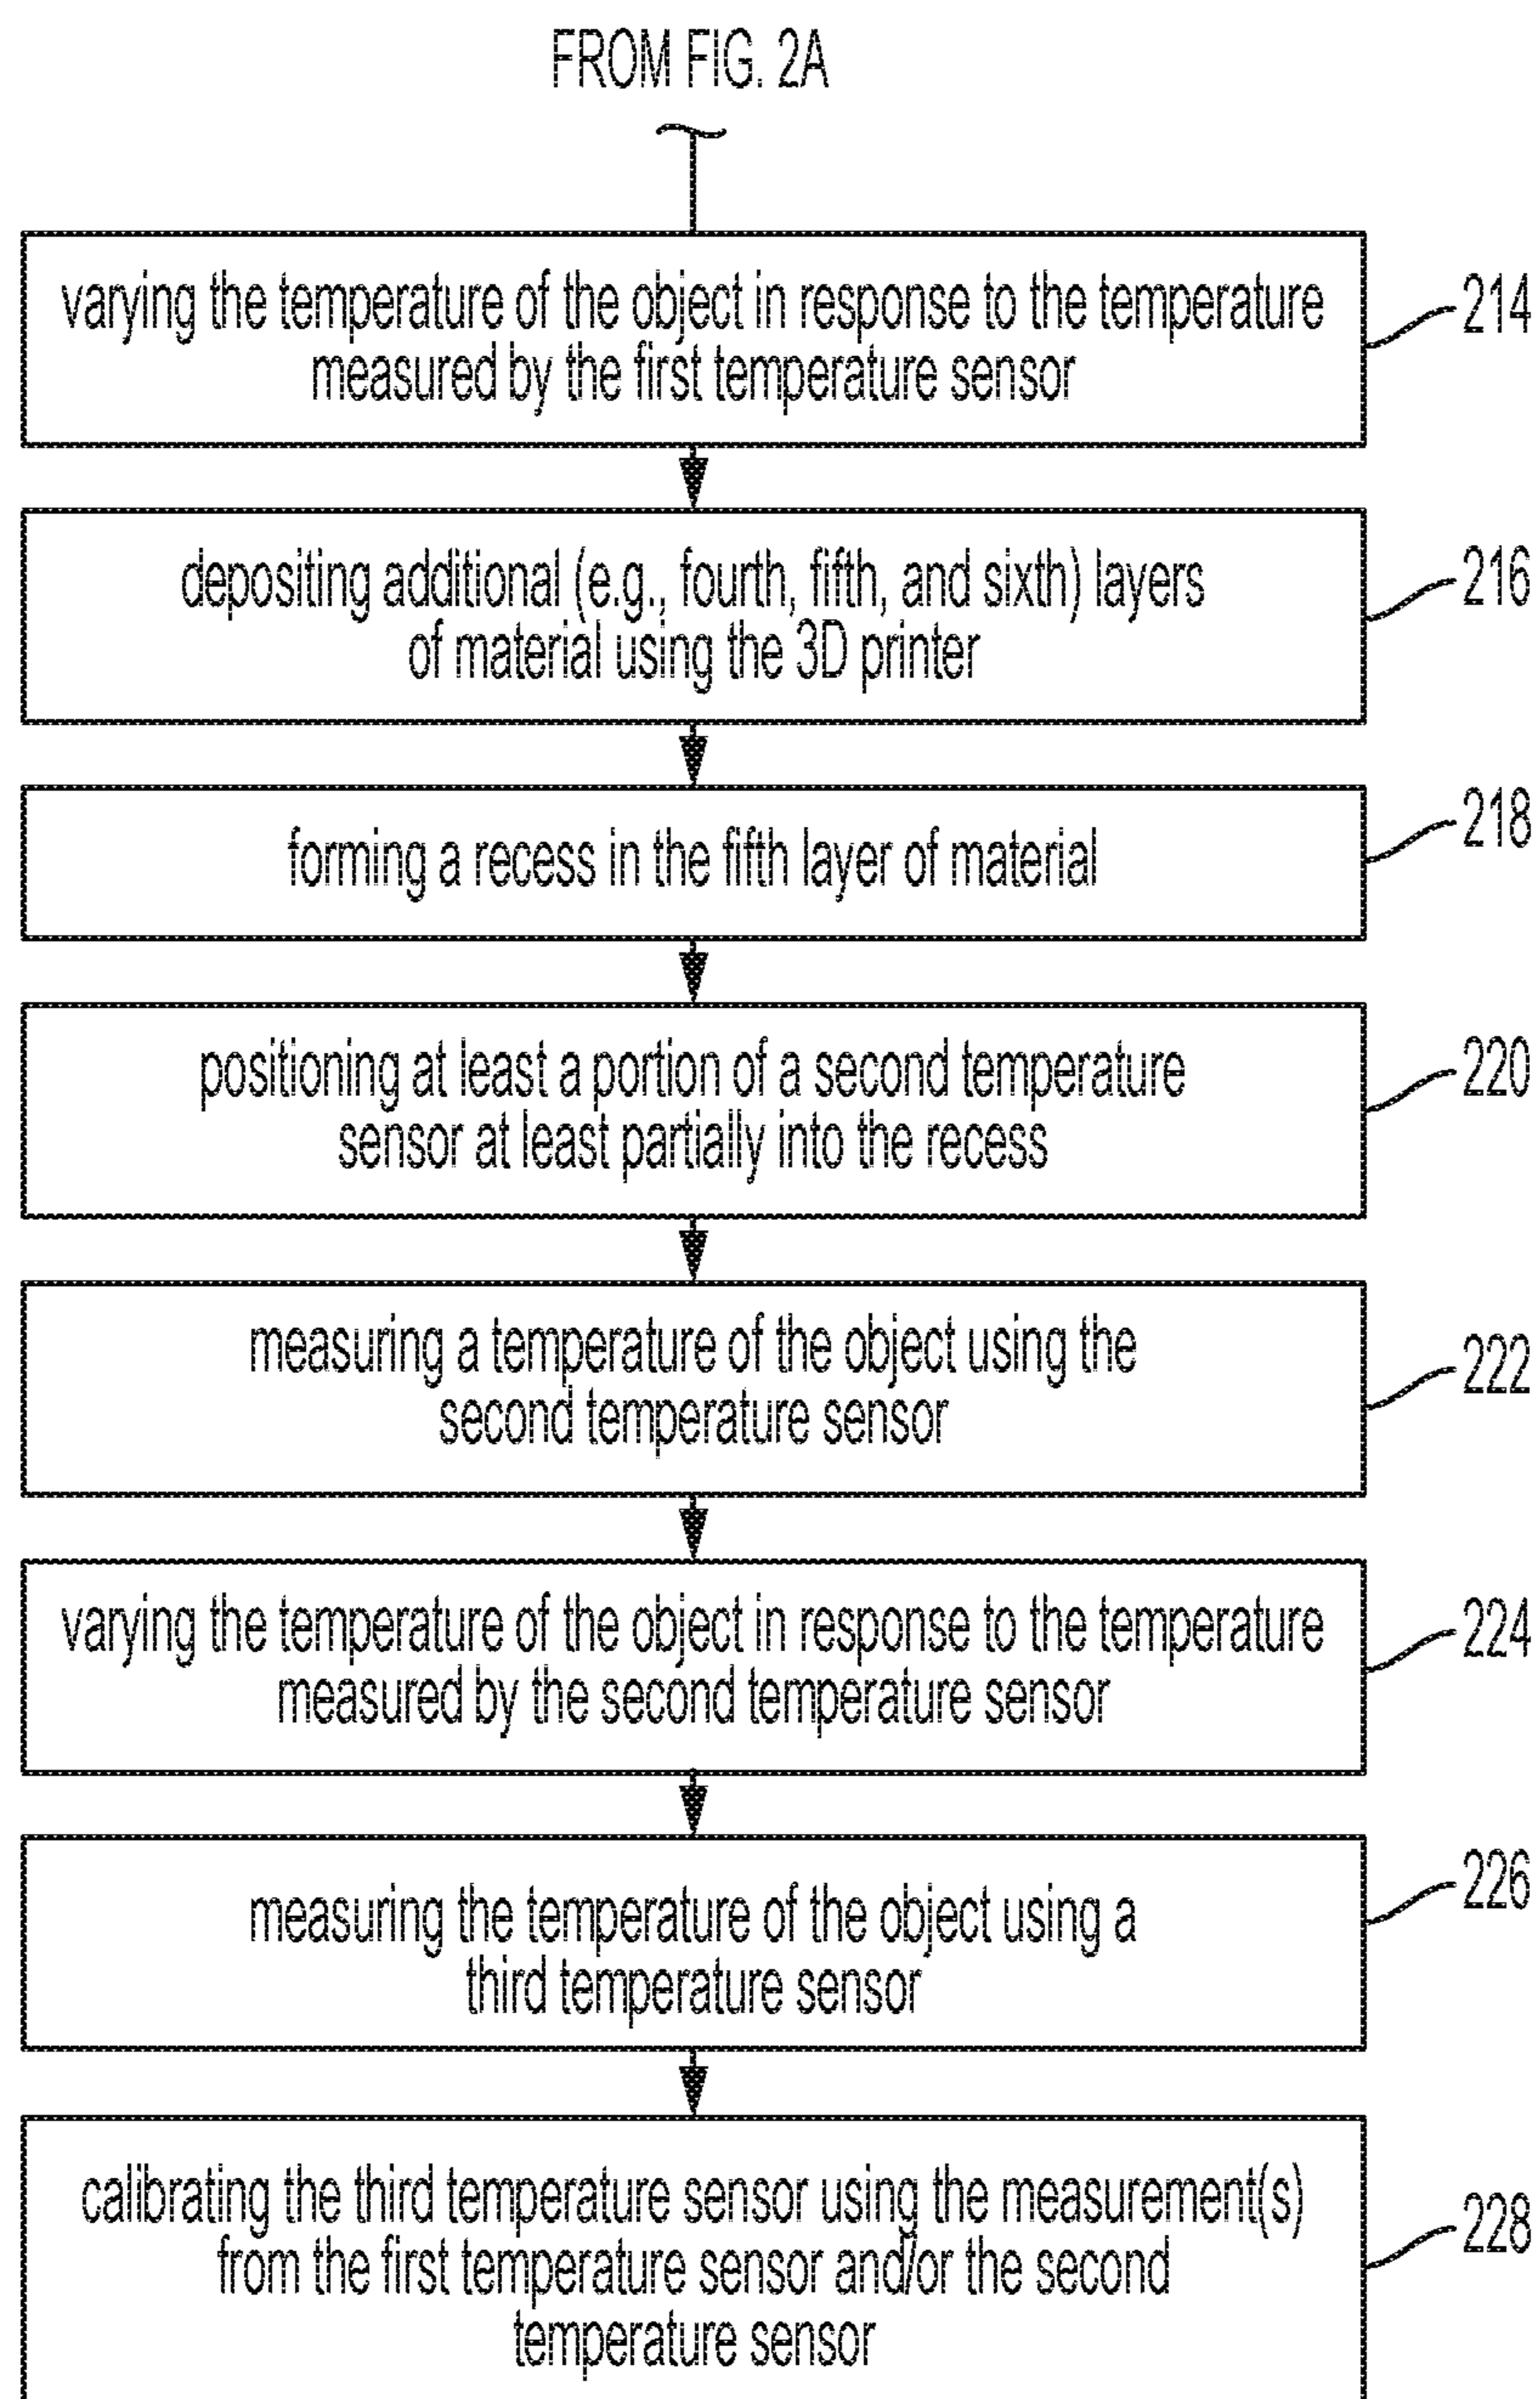 FROM FIG. 2A
varying the temperature of the object in response to the temperature
measured by the first temperature sensor
214
depositing additional (e.g., fourth, fifth, and sixth) layers
of material using the 3D printer
216
forming a recess in the fifth layer of material
218
positioning at least a portion of a second temperature
sensor at least partially into the recess
220
measuring a temperature of the object using the
second temperature sensor
222
varying the temperature of the object in response to the temperature
measured by the second temperature sensor
224
measuring the temperature of the object using a
third temperature sensor
226
calibrating the third temperature sensor using the measurement(s)
from the first temperature sensor and/or the second
temperature sensor
228